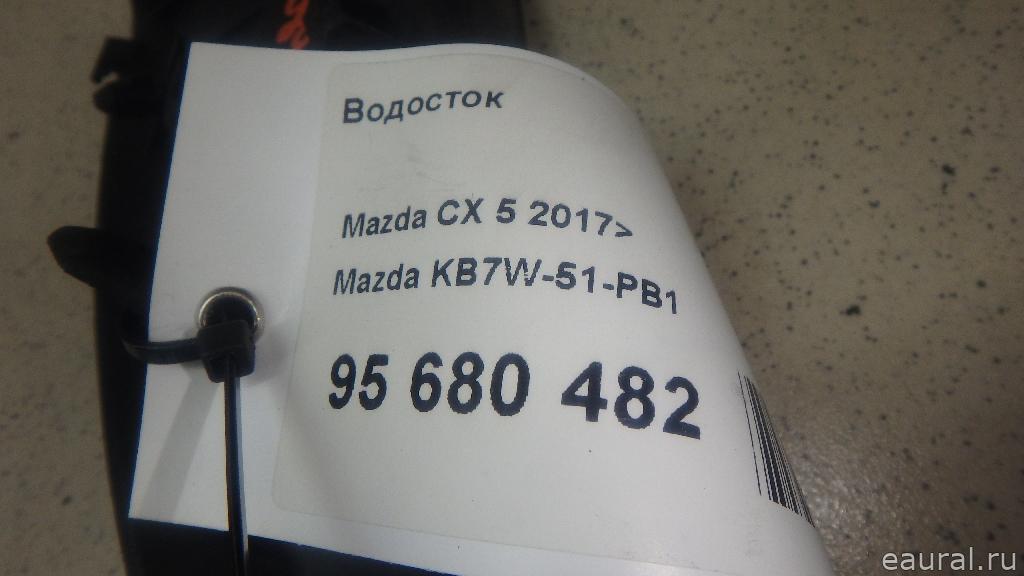 Водосток
Mazda CX 5 2017>
Mazda KB7W-51-PB1
95 680 482
eaural.ru